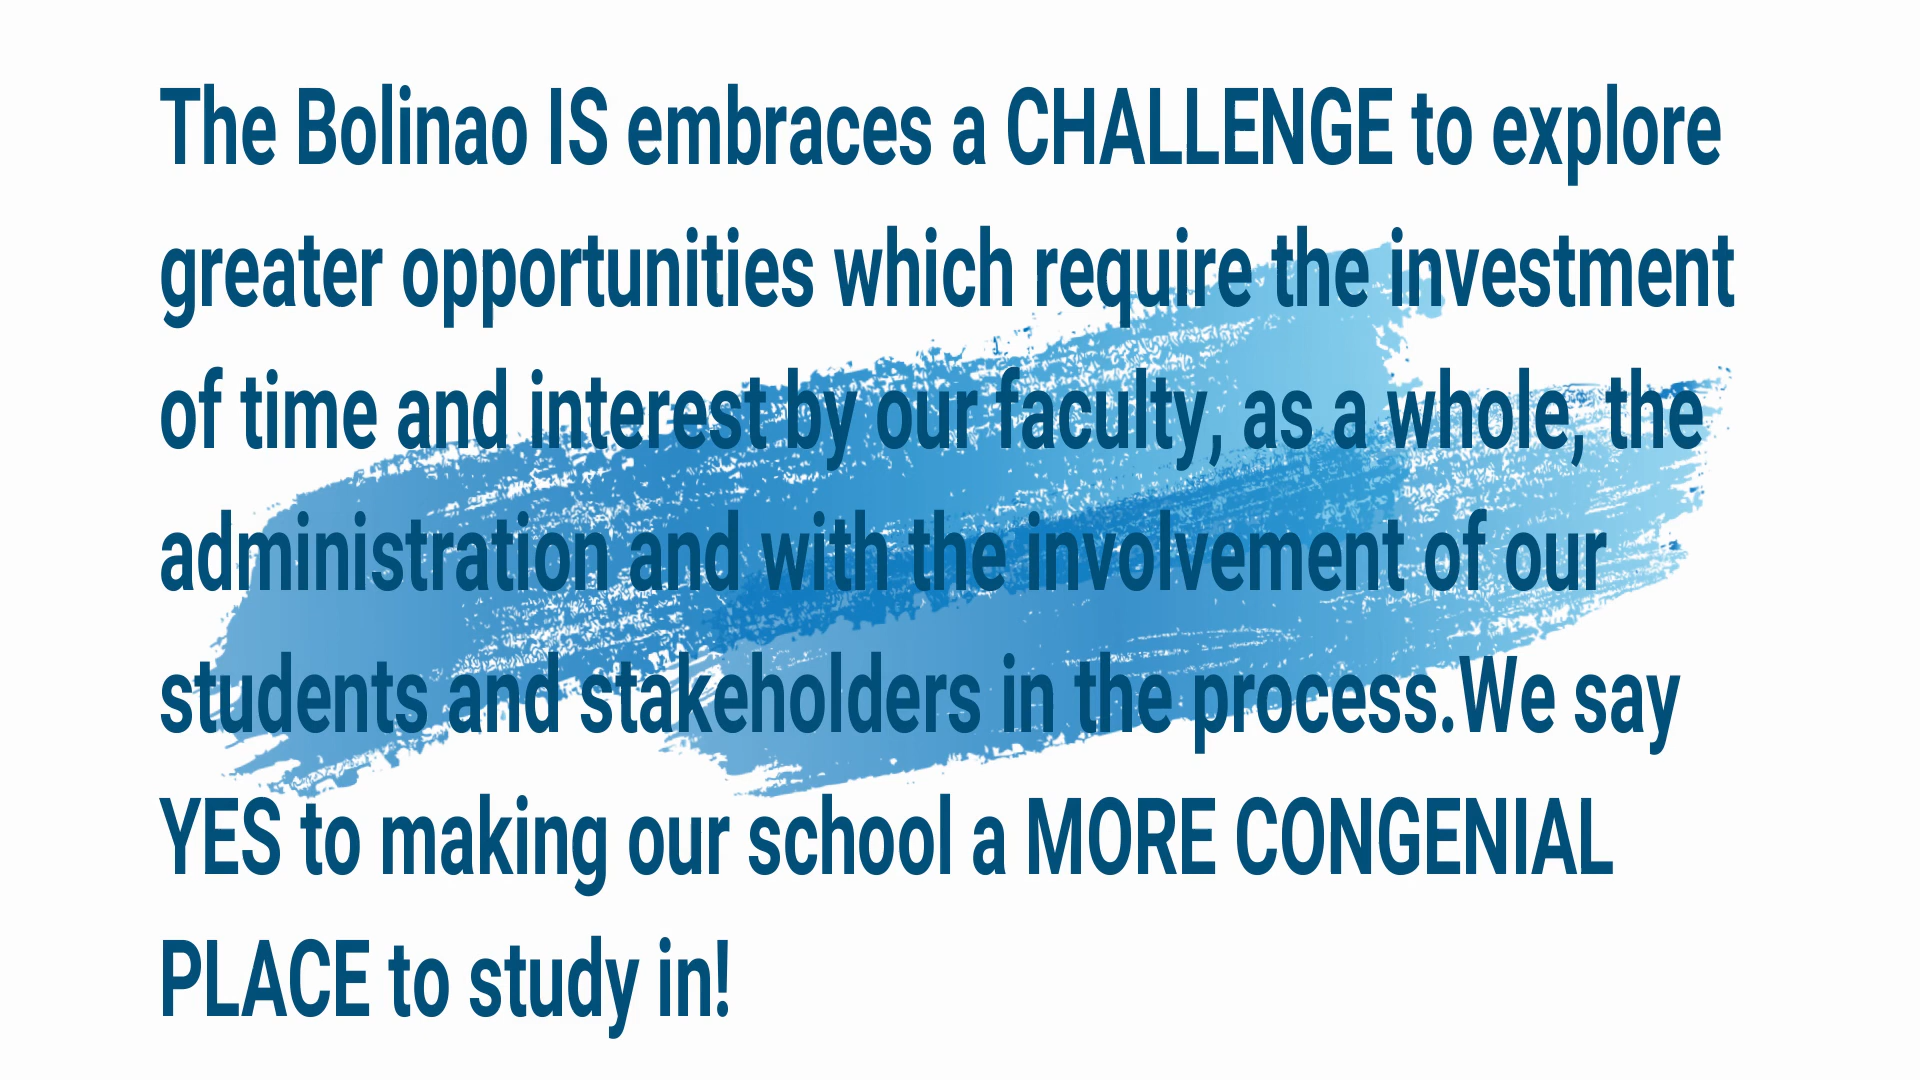 The Bolinao IS embraces a CHALLENGE to explore
greater opportunities which require the investment
of time and interest by our faculty, as a whole, the
administration and with the involvement of our
students and stakeholders in the process.We say
YES to making our school a MORE CONGENIAL
PLACE to study in!